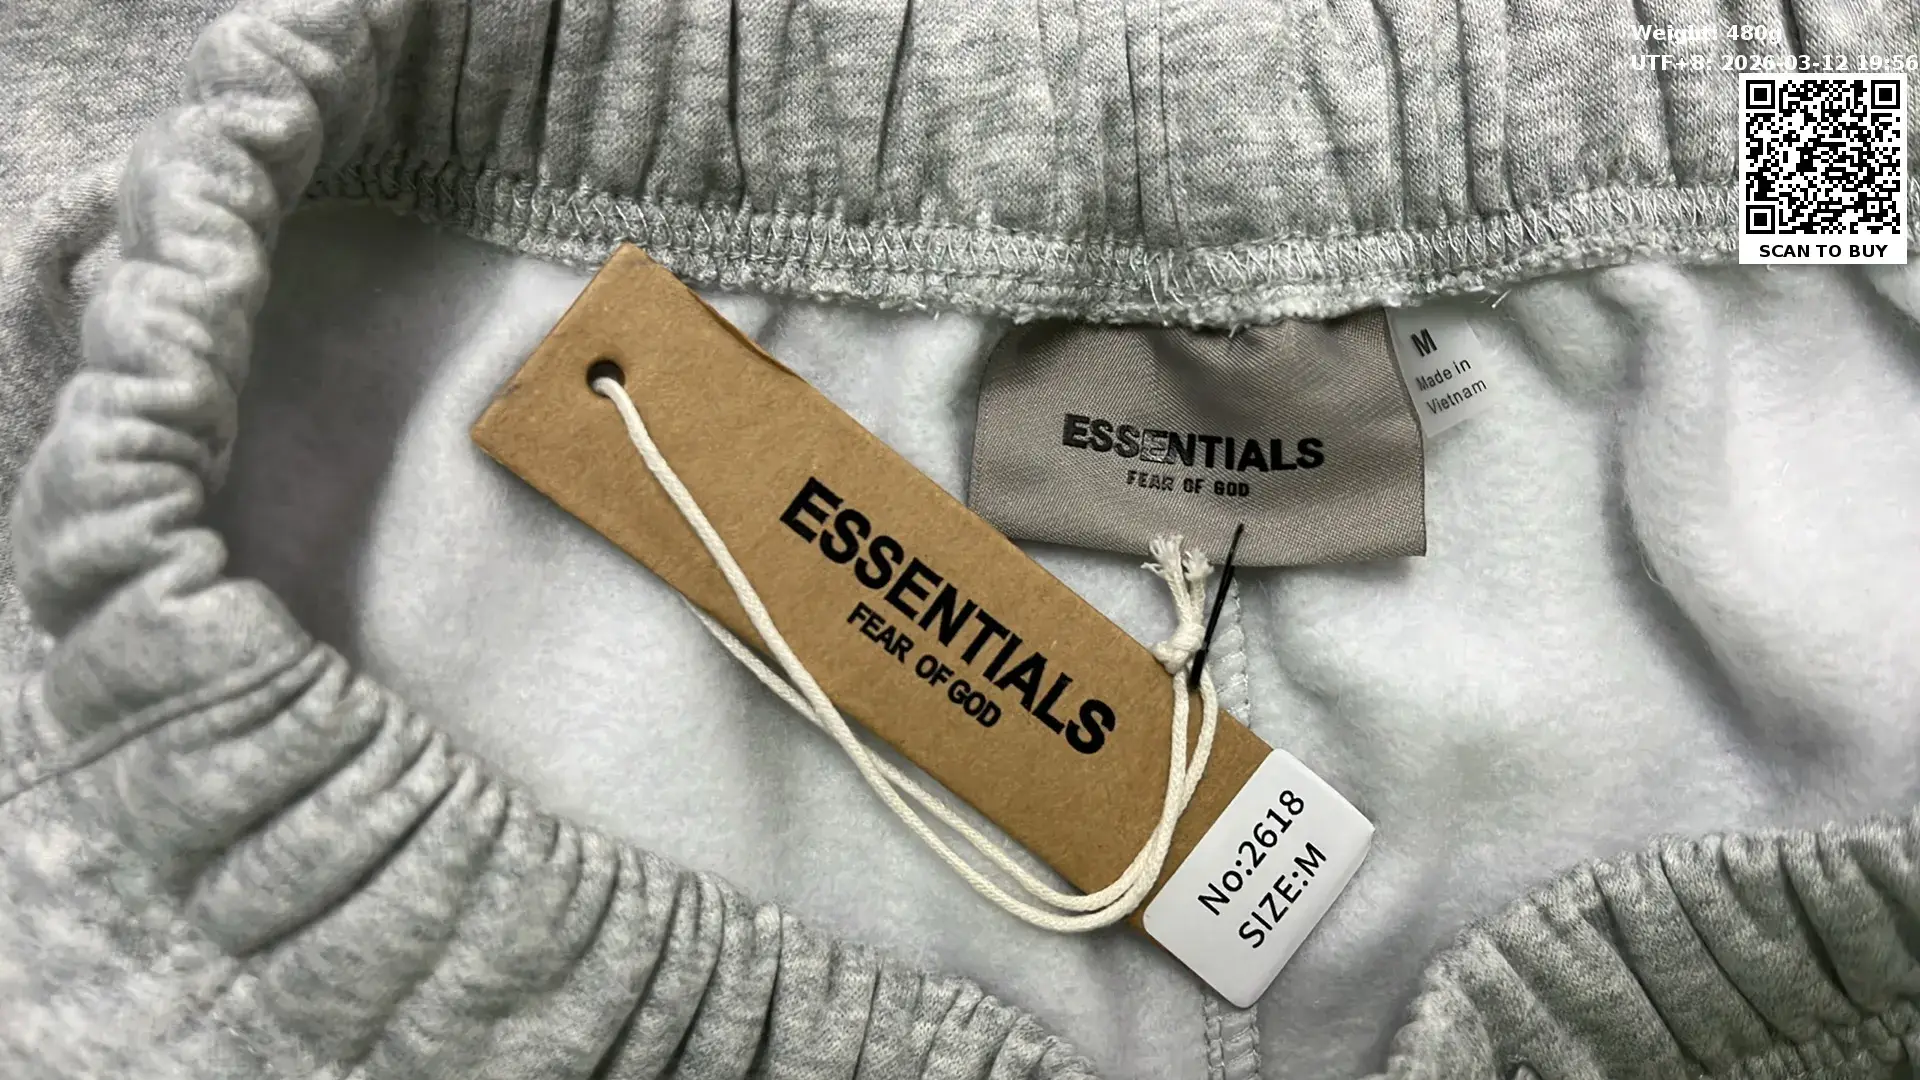 Weight: 480g
UTF+8: 2026-03-12 19:56
SCAN TO BUY
M
Made in
Vietnam
ESSENTIALS
FEAR OF GOD
ESSENTIALS
FEAR OF GOD
No:2618
SIZE:M